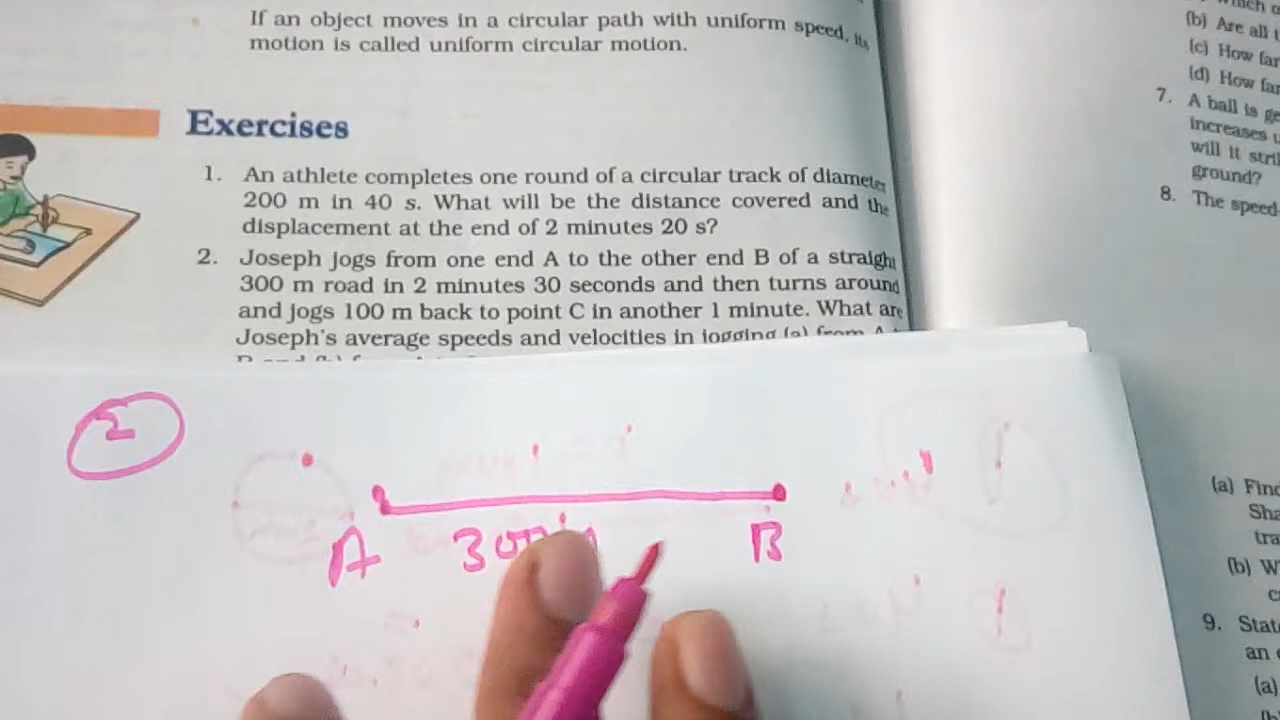 If an object moves in a circular path with uniform speed, its
motion is called uniform circular motion.
Exercises
1. An athlete completes one round of a circular track of diameter
200 m in 40 s. What will be the distance covered and the
displacement at the end of 2 minutes 20 s?
2. Joseph jogs from one end A to the other end B of a straight
300 m road in 2 minutes 30 seconds and then turns around
and jogs 100 m back to point C in another 1 minute. What are
Joseph's average speeds and velocities in jogging (a) from A
2
A 300m B
(b) Are all
(c) How far
(d) How far
7. A ball is
increases
will it
ground?
8. The speed
(a) Find
(b)
9. State
an
(a)